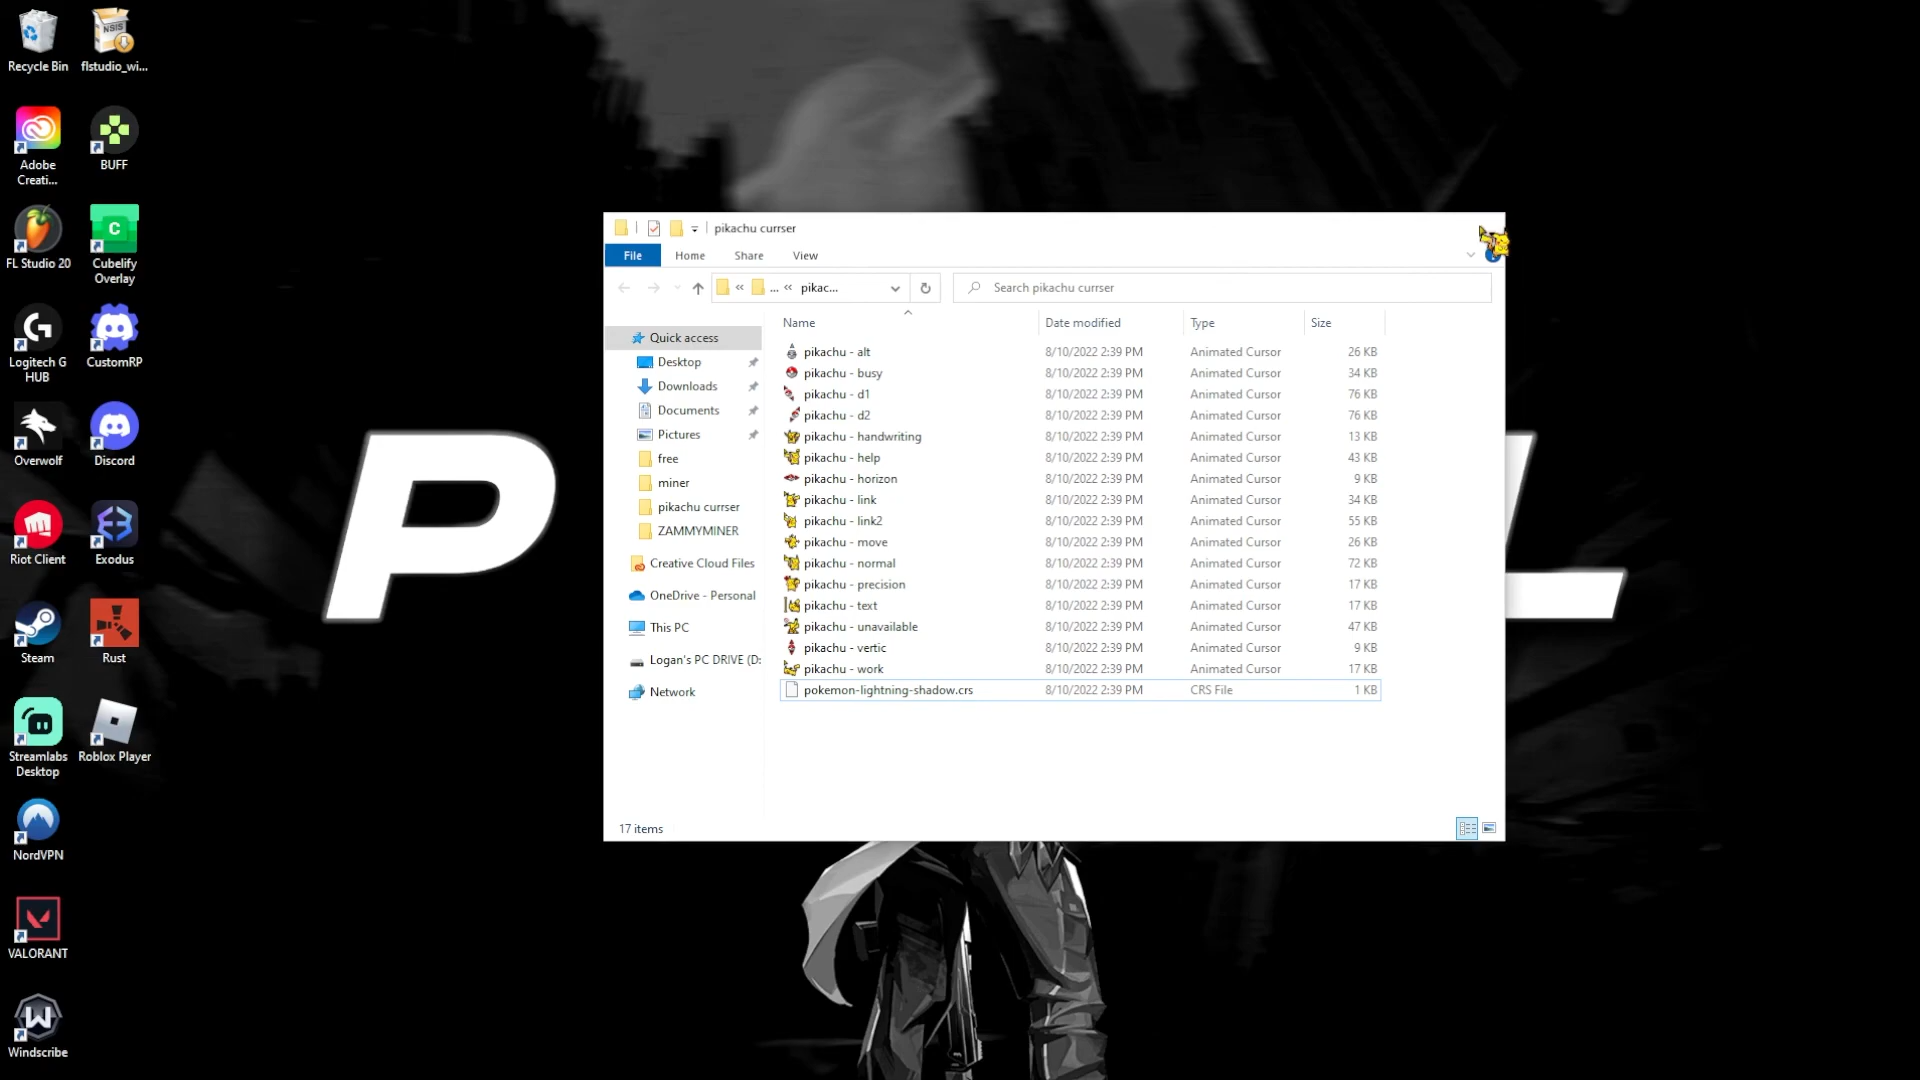 Recycle Bin
flstudio_wi...
Adobe
Creati...
BUFF
FL Studio 20
Cubelify
Overlay
Logitech G
HUB
CustomRP
Overwolf
Discord
Riot Client
Exodus
Steam
Rust
Streamlabs
Desktop
Roblox Player
NordVPN
VALORANT
Windscribe
NSIS
P
L
pikachu currser
File
Home
Share
View
« ... « pikac...
Search pikachu currser
Quick access
Desktop
Downloads
Documents
Pictures
free
miner
pikachu currser
ZAMMYMINER
Creative Cloud Files
OneDrive - Personal
This PC
Logan's PC DRIVE (D:
Network
Name Date modified Type Size
pikachu - alt 8/10/2022 2:39 PM Animated Cursor 26 KB
pikachu - busy 8/10/2022 2:39 PM Animated Cursor 34 KB
pikachu - d1 8/10/2022 2:39 PM Animated Cursor 76 KB
pikachu - d2 8/10/2022 2:39 PM Animated Cursor 76 KB
pikachu - handwriting 8/10/2022 2:39 PM Animated Cursor 13 KB
pikachu - help 8/10/2022 2:39 PM Animated Cursor 43 KB
pikachu - horizon 8/10/2022 2:39 PM Animated Cursor 9 KB
pikachu - link 8/10/2022 2:39 PM Animated Cursor 34 KB
pikachu - link2 8/10/2022 2:39 PM Animated Cursor 55 KB
pikachu - move 8/10/2022 2:39 PM Animated Cursor 26 KB
pikachu - normal 8/10/2022 2:39 PM Animated Cursor 72 KB
pikachu - precision 8/10/2022 2:39 PM Animated Cursor 17 KB
pikachu - text 8/10/2022 2:39 PM Animated Cursor 17 KB
pikachu - unavailable 8/10/2022 2:39 PM Animated Cursor 47 KB
pikachu - vertic 8/10/2022 2:39 PM Animated Cursor 9 KB
pikachu - work 8/10/2022 2:39 PM Animated Cursor 17 KB
pokemon-lightning-shadow.crs 8/10/2022 2:39 PM CRS File 1 KB
17 items